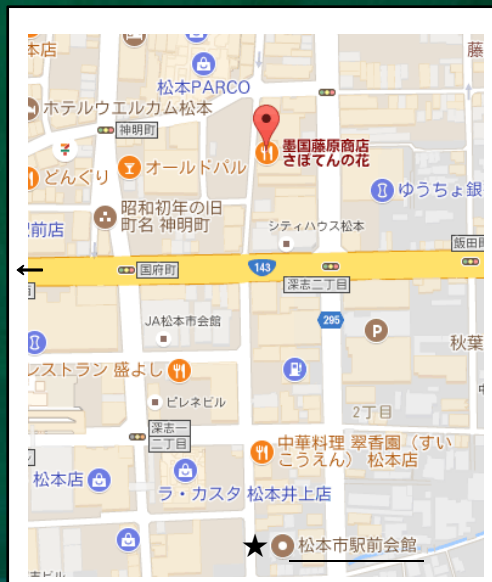 本店
藤
松本PARCO
ホテルウエルカム松本
神明町
墨国藤原商店
さぼてんの花
どんぐり
オールドパル
ゆうちょ銀
昭和初年の旧
町名 神明町
駅前店
シティハウス松本
飯田町
国府町
143
深志二丁目
JA松本市会館
295
秋葉
レストラン 盛よし
ピレネビル
2丁目
深志二
二丁目
中華料理 翠香園（すい
こうえん） 松本店
松本店
ラ・カスタ 松本井上店
★
松本市駅前会館
志ビル